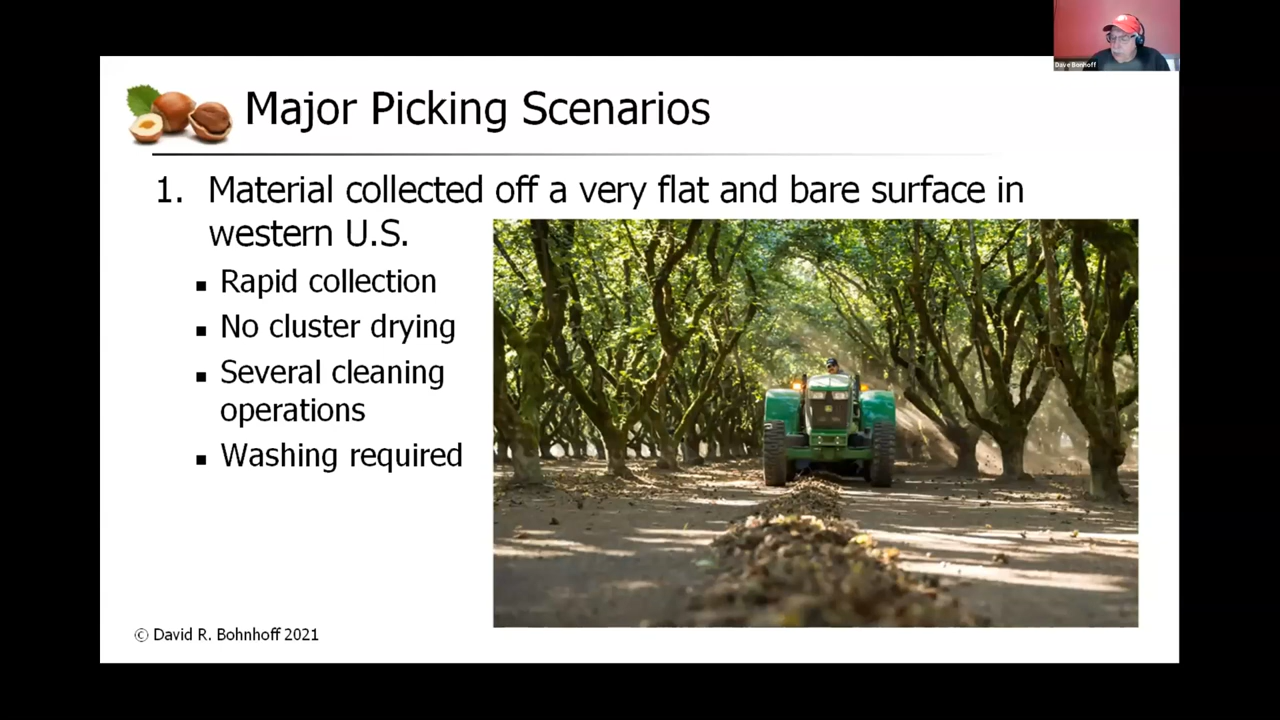 Dave Bohnhoff
Major Picking Scenarios
1. Material collected off a very flat and bare surface in
western U.S.
▪ Rapid collection
▪ No cluster drying
▪ Several cleaning
operations
▪ Washing required
© David R. Bohnhoff 2021